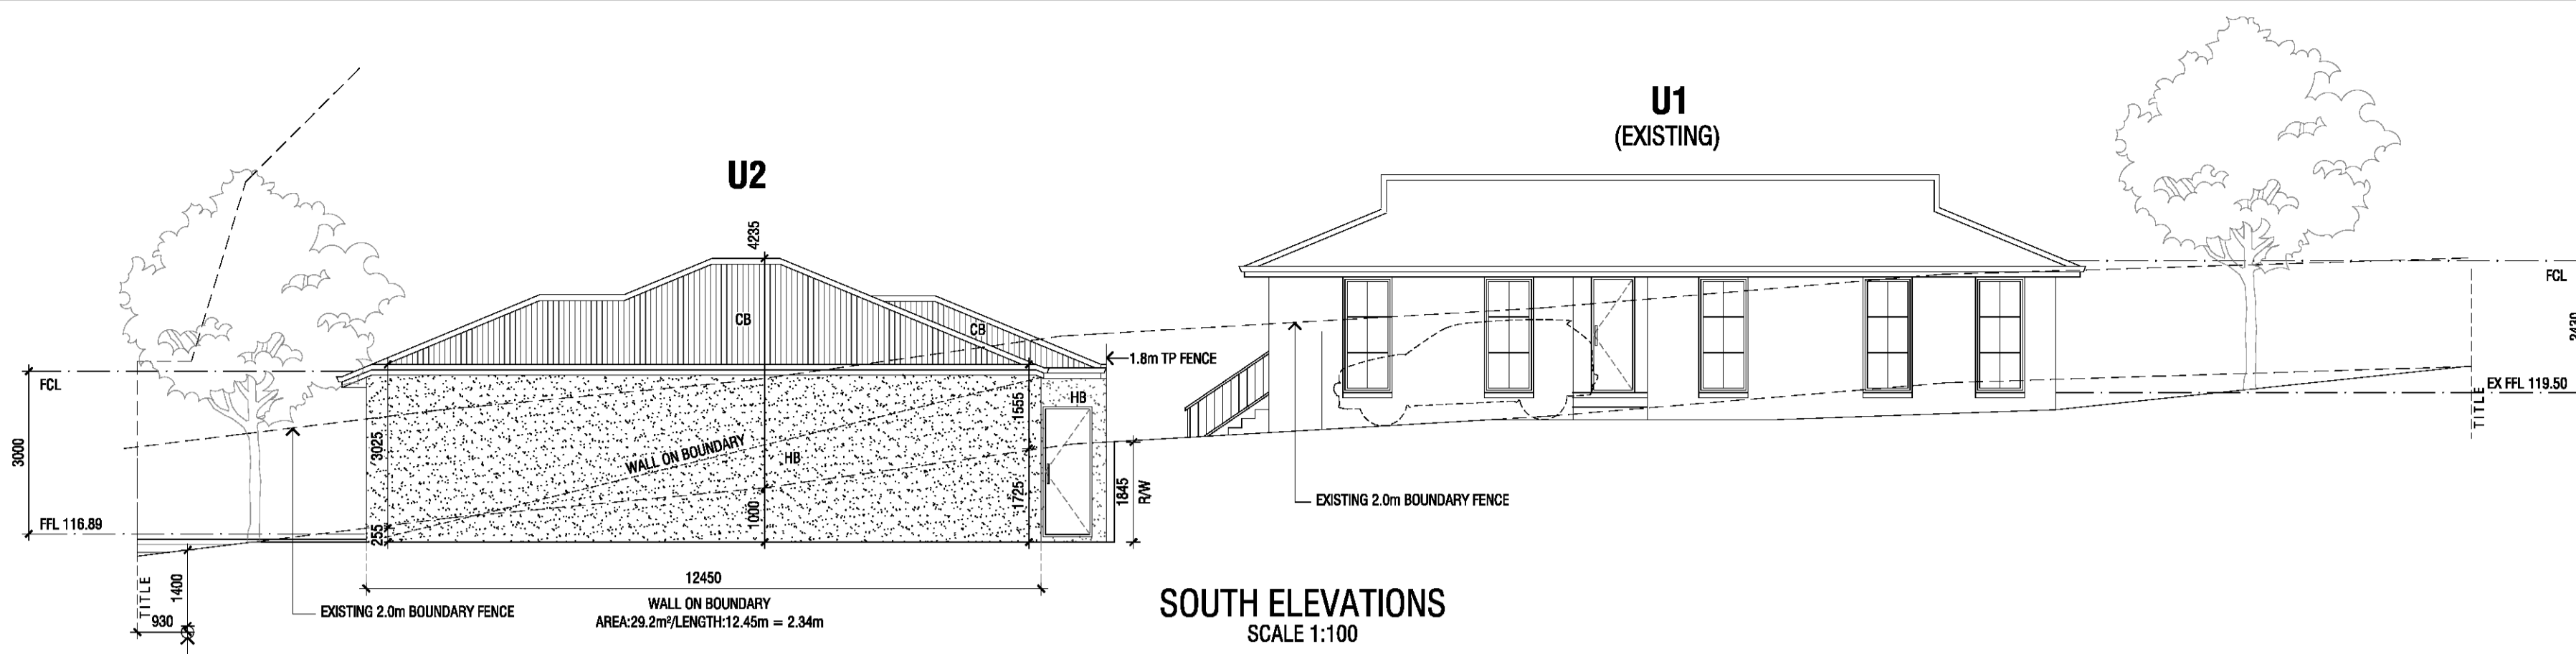 U1
(EXISTING)
U2
4235
CB
CB
1.8m TP FENCE
FCL
FCL
2430
EX FFL 119.50
TITLE
3000
3025
1555
HB
WALL ON BOUNDARY
HB
1725
1845
R/W
1000
255
FFL 116.89
EXISTING 2.0m BOUNDARY FENCE
TITLE
1400
930
EXISTING 2.0m BOUNDARY FENCE
12450
WALL ON BOUNDARY
AREA:29.2m²/LENGTH:12.45m = 2.34m
SOUTH ELEVATIONS
SCALE 1:100